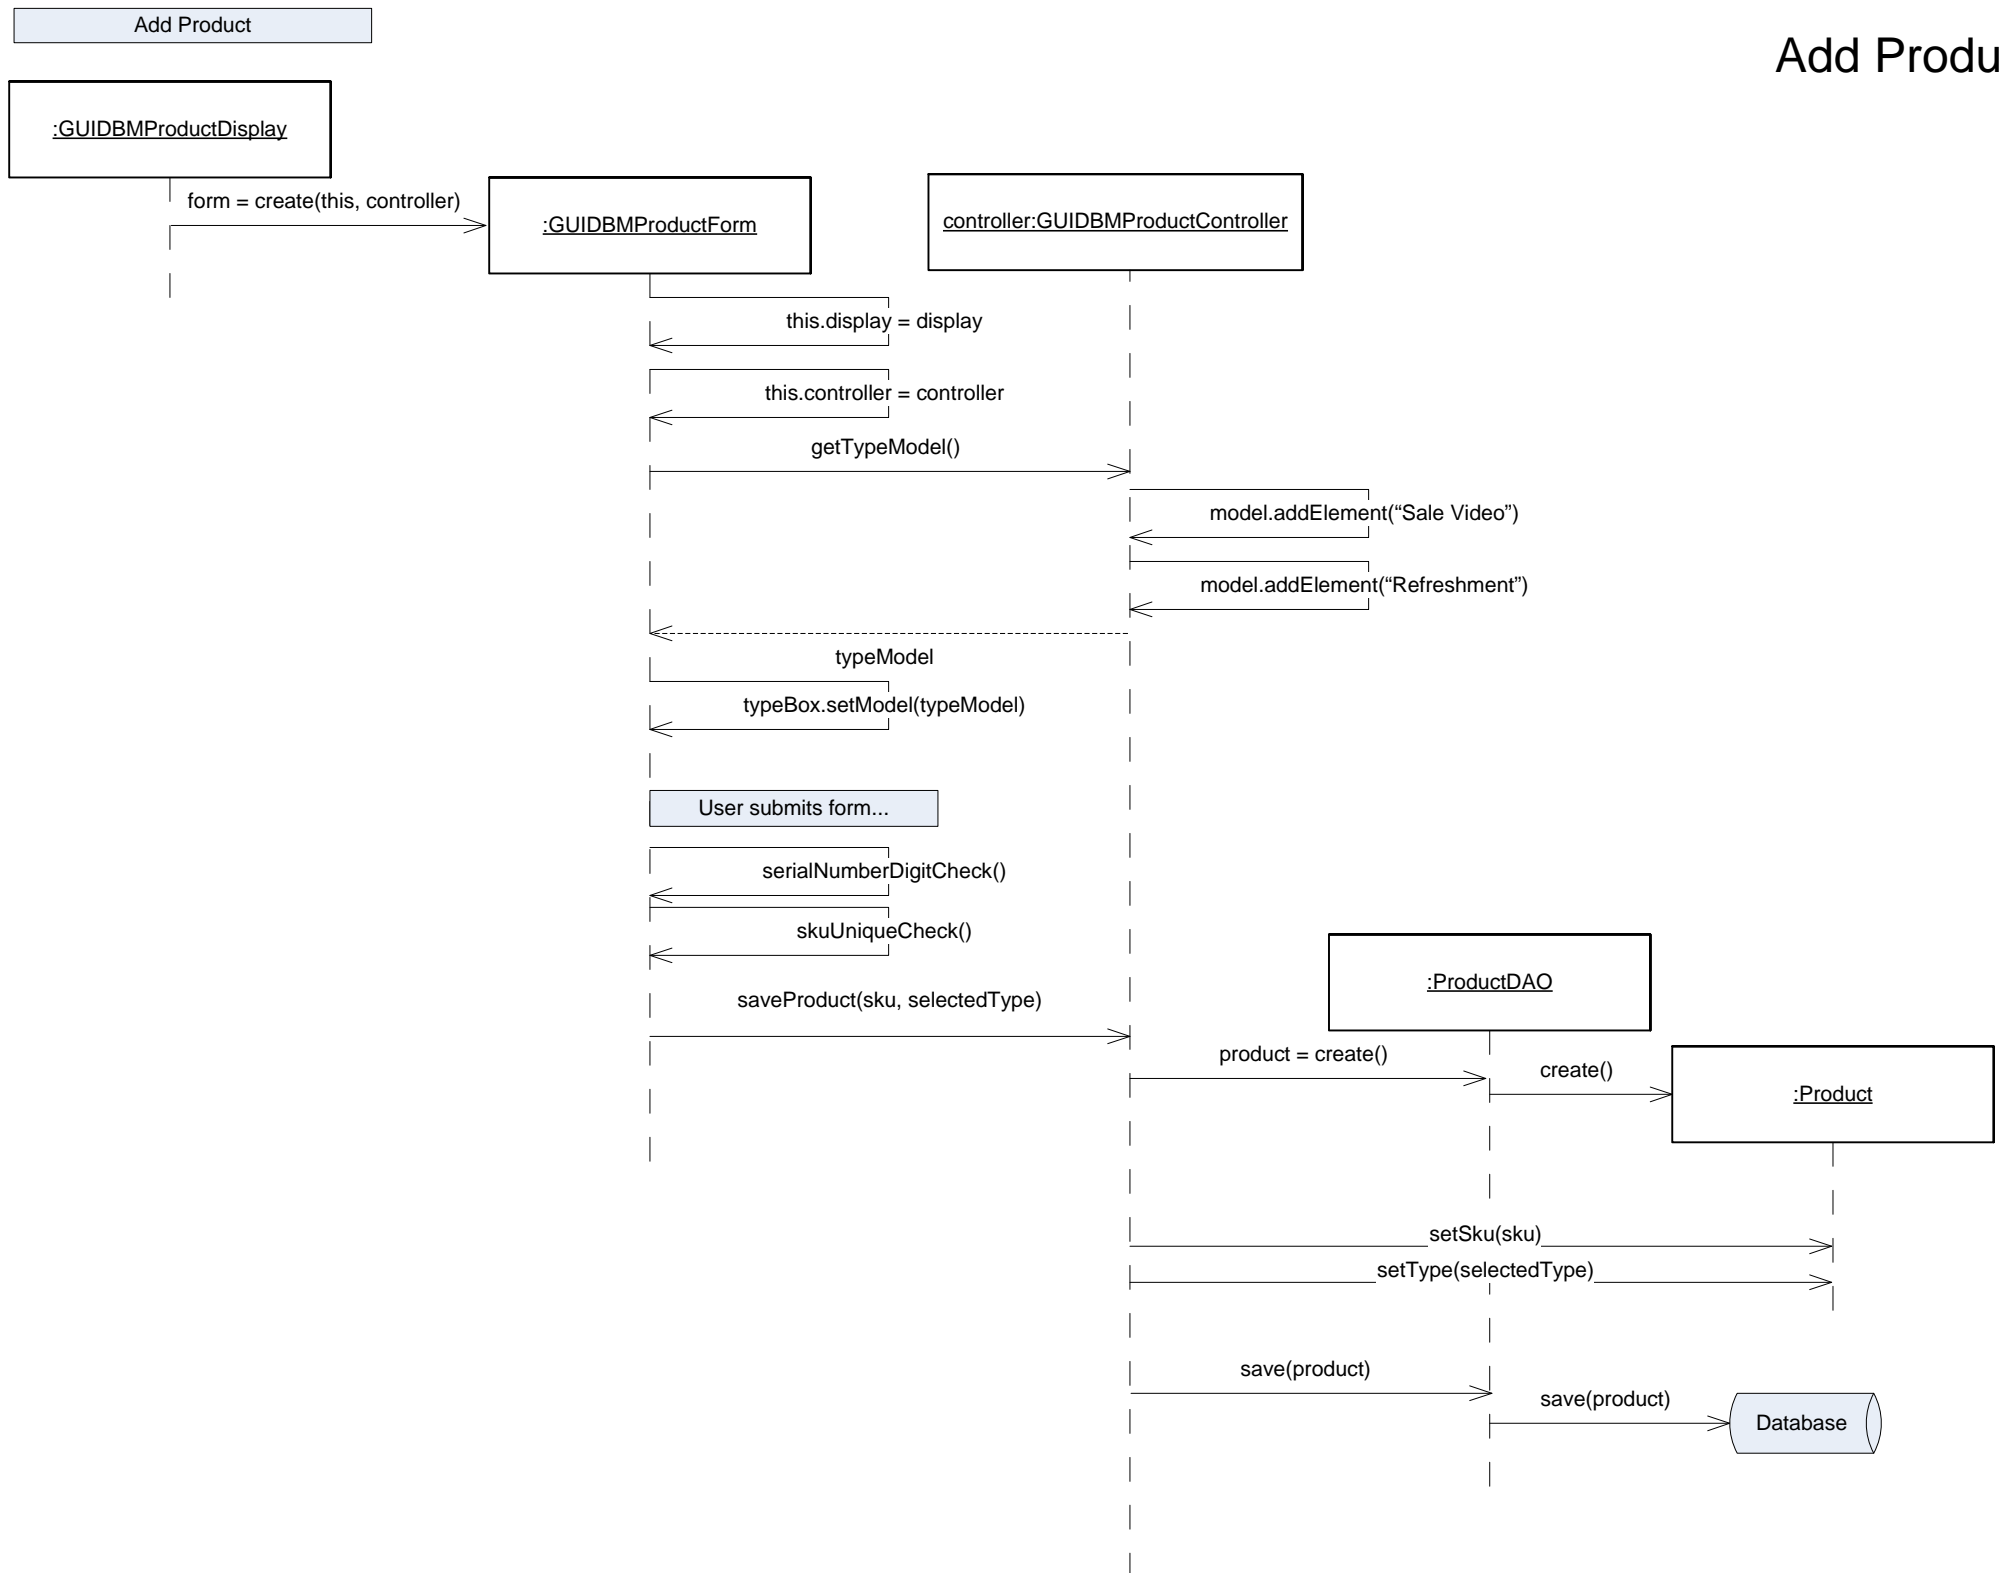 Add Product
Add Produ
:GUIDBMProductDisplay
form = create(this, controller)
:GUIDBMProductForm
controller:GUIDBMProductController
this.display = display
this.controller = controller
getTypeModel()
model.addElement(“Sale Video”)
model.addElement(“Refreshment”)
typeModel
typeBox.setModel(typeModel)
User submits form...
serialNumberDigitCheck()
skuUniqueCheck()
:ProductDAO
saveProduct(sku, selectedType)
product = create()
create()
:Product
setSku(sku)
setType(selectedType)
save(product)
save(product)
Database